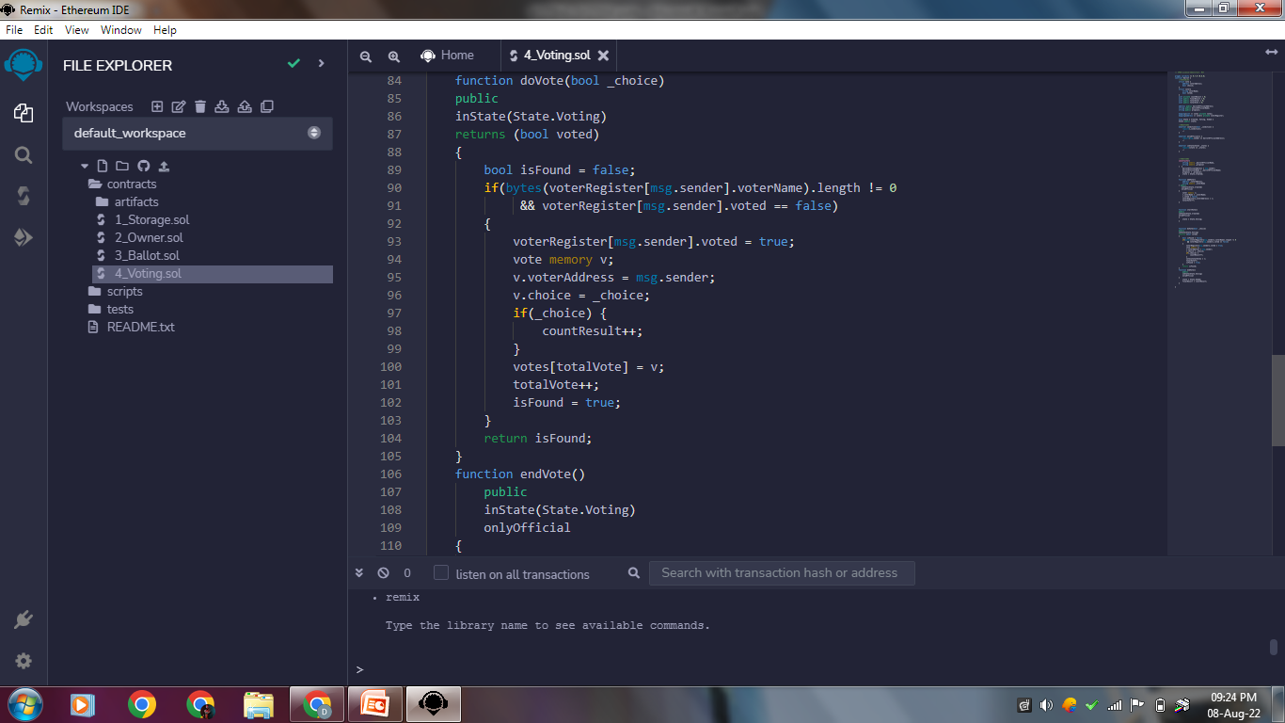 Remix - Ethereum IDE
File Edit View Window Help
FILE EXPLORER
Workspaces
default_workspace
contracts
artifacts
1_Storage.sol
2_Owner.sol
3_Ballot.sol
4_Voting.sol
scripts
tests
README.txt
Home
4_Voting.sol
84 function doVote(bool _choice)
85 public
86 inState(State.Voting)
87 returns (bool voted)
88 {
89 bool isFound = false;
90 if(bytes(voterRegister[msg.sender].voterName).length != 0
91 && voterRegister[msg.sender].voted == false)
92 {
93 voterRegister[msg.sender].voted = true;
94 vote memory v;
95 v.voterAddress = msg.sender;
96 v.choice = _choice;
97 if(_choice) {
98 countResult++;
99 }
100 votes[totalVote] = v;
101 totalVote++;
102 isFound = true;
103 }
104 return isFound;
105 }
106 function endVote()
107 public
108 inState(State.Voting)
109 onlyOfficial
110 {
0 listen on all transactions Search with transaction hash or address
• remix
Type the library name to see available commands.
>
09:24 PM
08-Aug-22